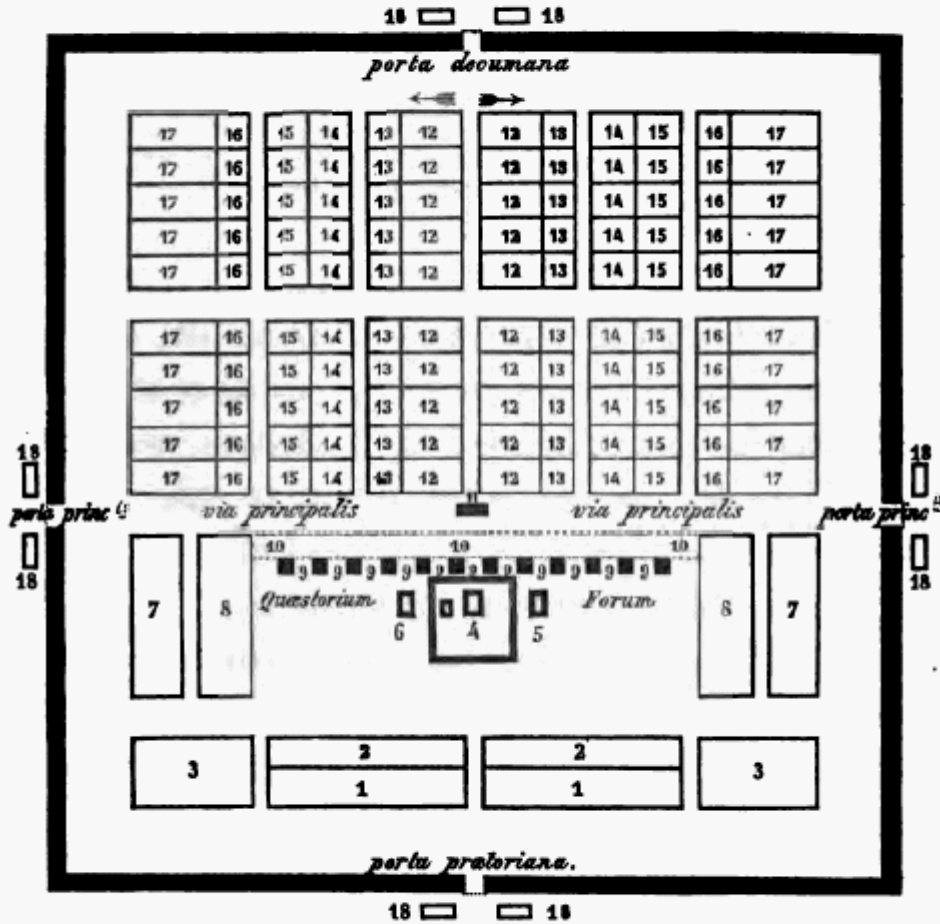 18 18
porta decumana
17 16 15 14 13 12 12 13 14 15 16 17
17 16 15 14 13 12 12 13 14 15 16 17
17 16 15 14 13 12 12 13 14 15 16 17
17 16 15 14 13 12 12 13 14 15 16 17
17 16 15 14 13 12 12 13 14 15 16 17
17 16 15 14 13 12 12 13 14 15 16 17
17 16 15 14 13 12 12 13 14 15 16 17
17 16 15 14 13 12 12 13 14 15 16 17
17 16 15 14 13 12 12 13 14 15 16 17
18 17 16 15 14 13 12 12 13 14 15 16 17 18
11
porta princ via principalis via principalis porta princ
10 10 10
18 9 9 9 9 9 9 9 9 9 9 9 18
7 8 Quæstorium Forum 8 7
6 4 5
3 2 2 3
1 1
porta prætoriana.
18 18